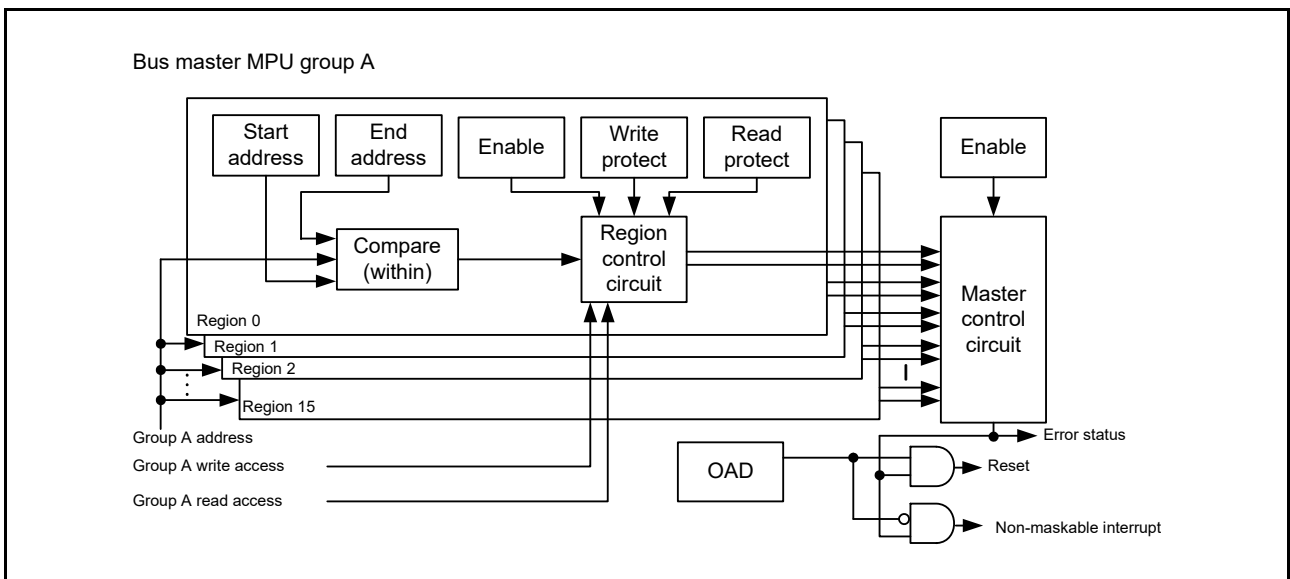 Bus master MPU group A
Start
address
End
address
Enable
Write
protect
Read
protect
Enable
Compare
(within)
Region
control
circuit
Master
control
circuit
Region 0
Region 1
Region 2
Region 15
Group A address
Group A write access
Group A read access
OAD
Error status
Reset
Non-maskable interrupt